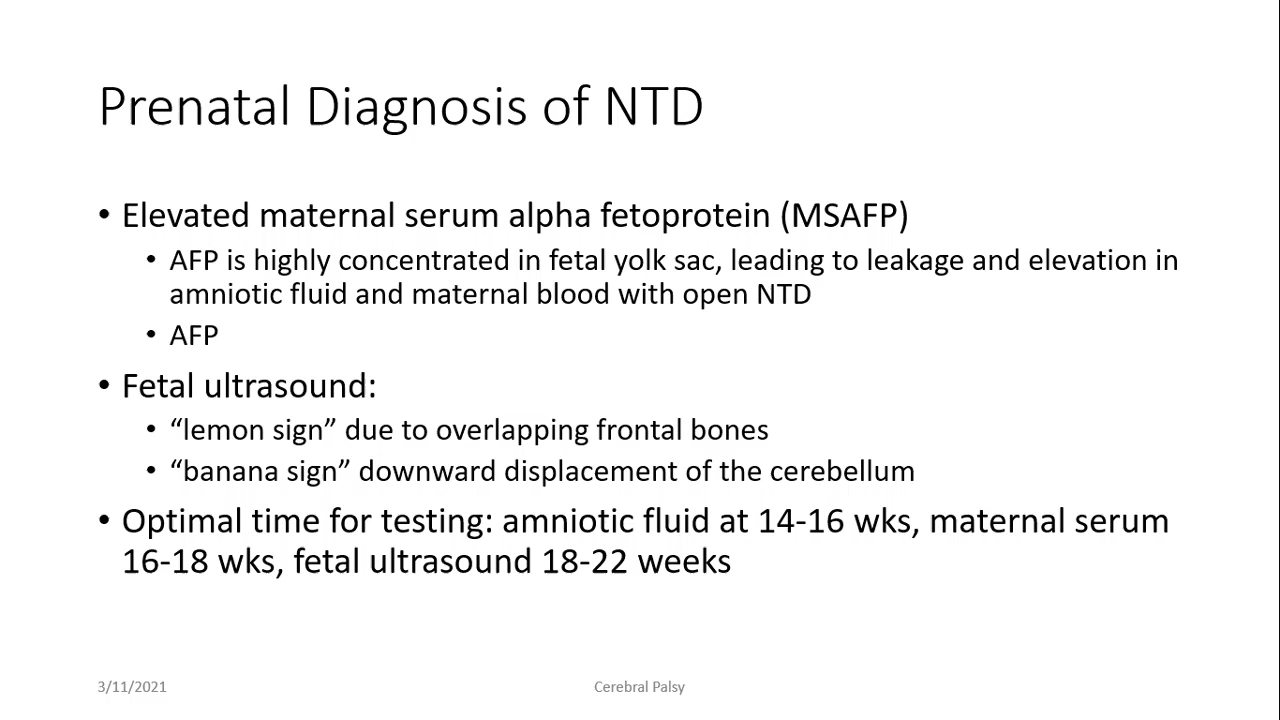 Prenatal Diagnosis of NTD
• Elevated maternal serum alpha fetoprotein (MSAFP)
• AFP is highly concentrated in fetal yolk sac, leading to leakage and elevation in
amniotic fluid and maternal blood with open NTD
• AFP
• Fetal ultrasound:
• “lemon sign” due to overlapping frontal bones
• “banana sign” downward displacement of the cerebellum
• Optimal time for testing: amniotic fluid at 14-16 wks, maternal serum
16-18 wks, fetal ultrasound 18-22 weeks
3/11/2021
Cerebral Palsy